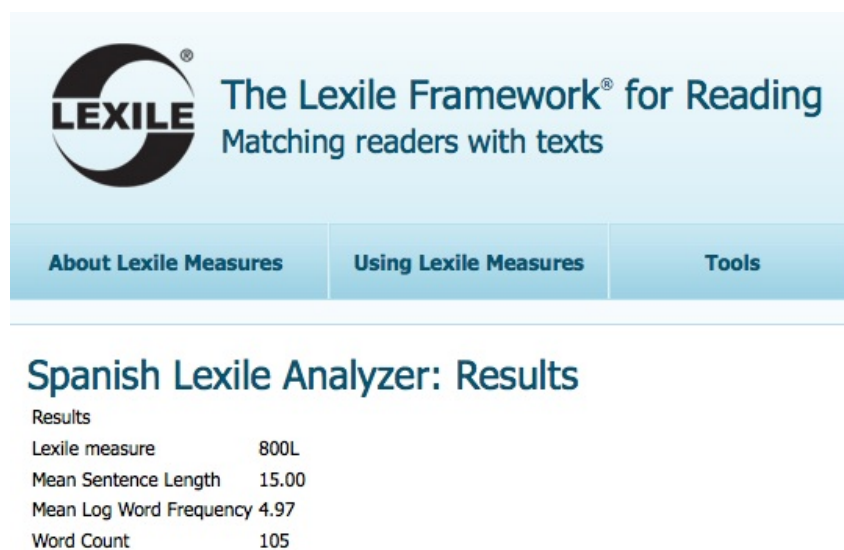 LEXILE®
The Lexile Framework® for Reading
Matching readers with texts
About Lexile Measures Using Lexile Measures Tools
Spanish Lexile Analyzer: Results
Results
Lexile measure 800L
Mean Sentence Length 15.00
Mean Log Word Frequency 4.97
Word Count 105